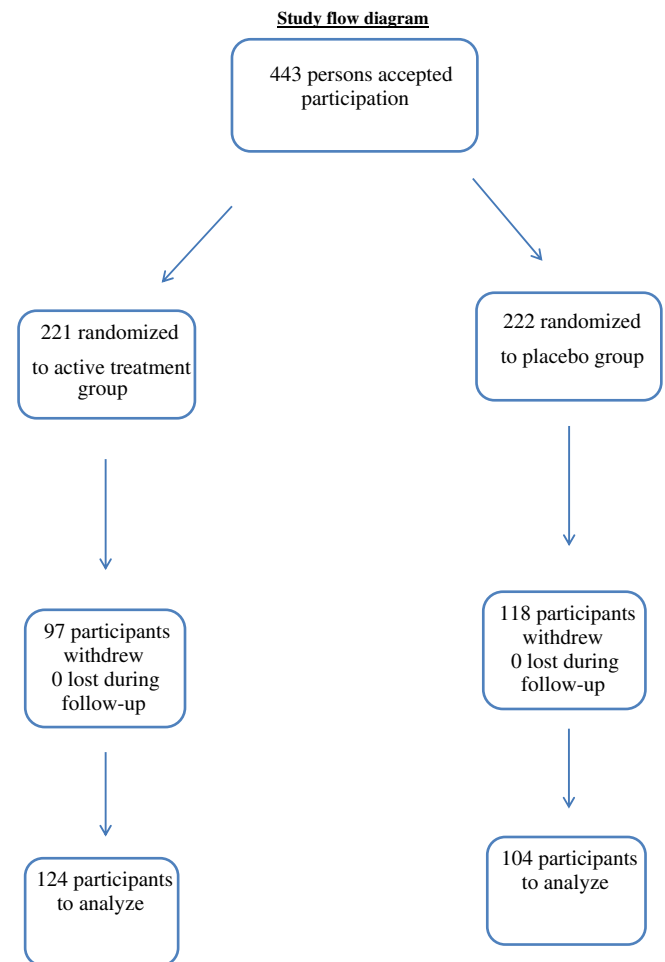 Study flow diagram
443 persons accepted
participation
221 randomized
to active treatment
group
222 randomized
to placebo group
97 participants
withdrew
0 lost during
follow-up
118 participants
withdrew
0 lost during
follow-up
124 participants
to analyze
104 participants
to analyze